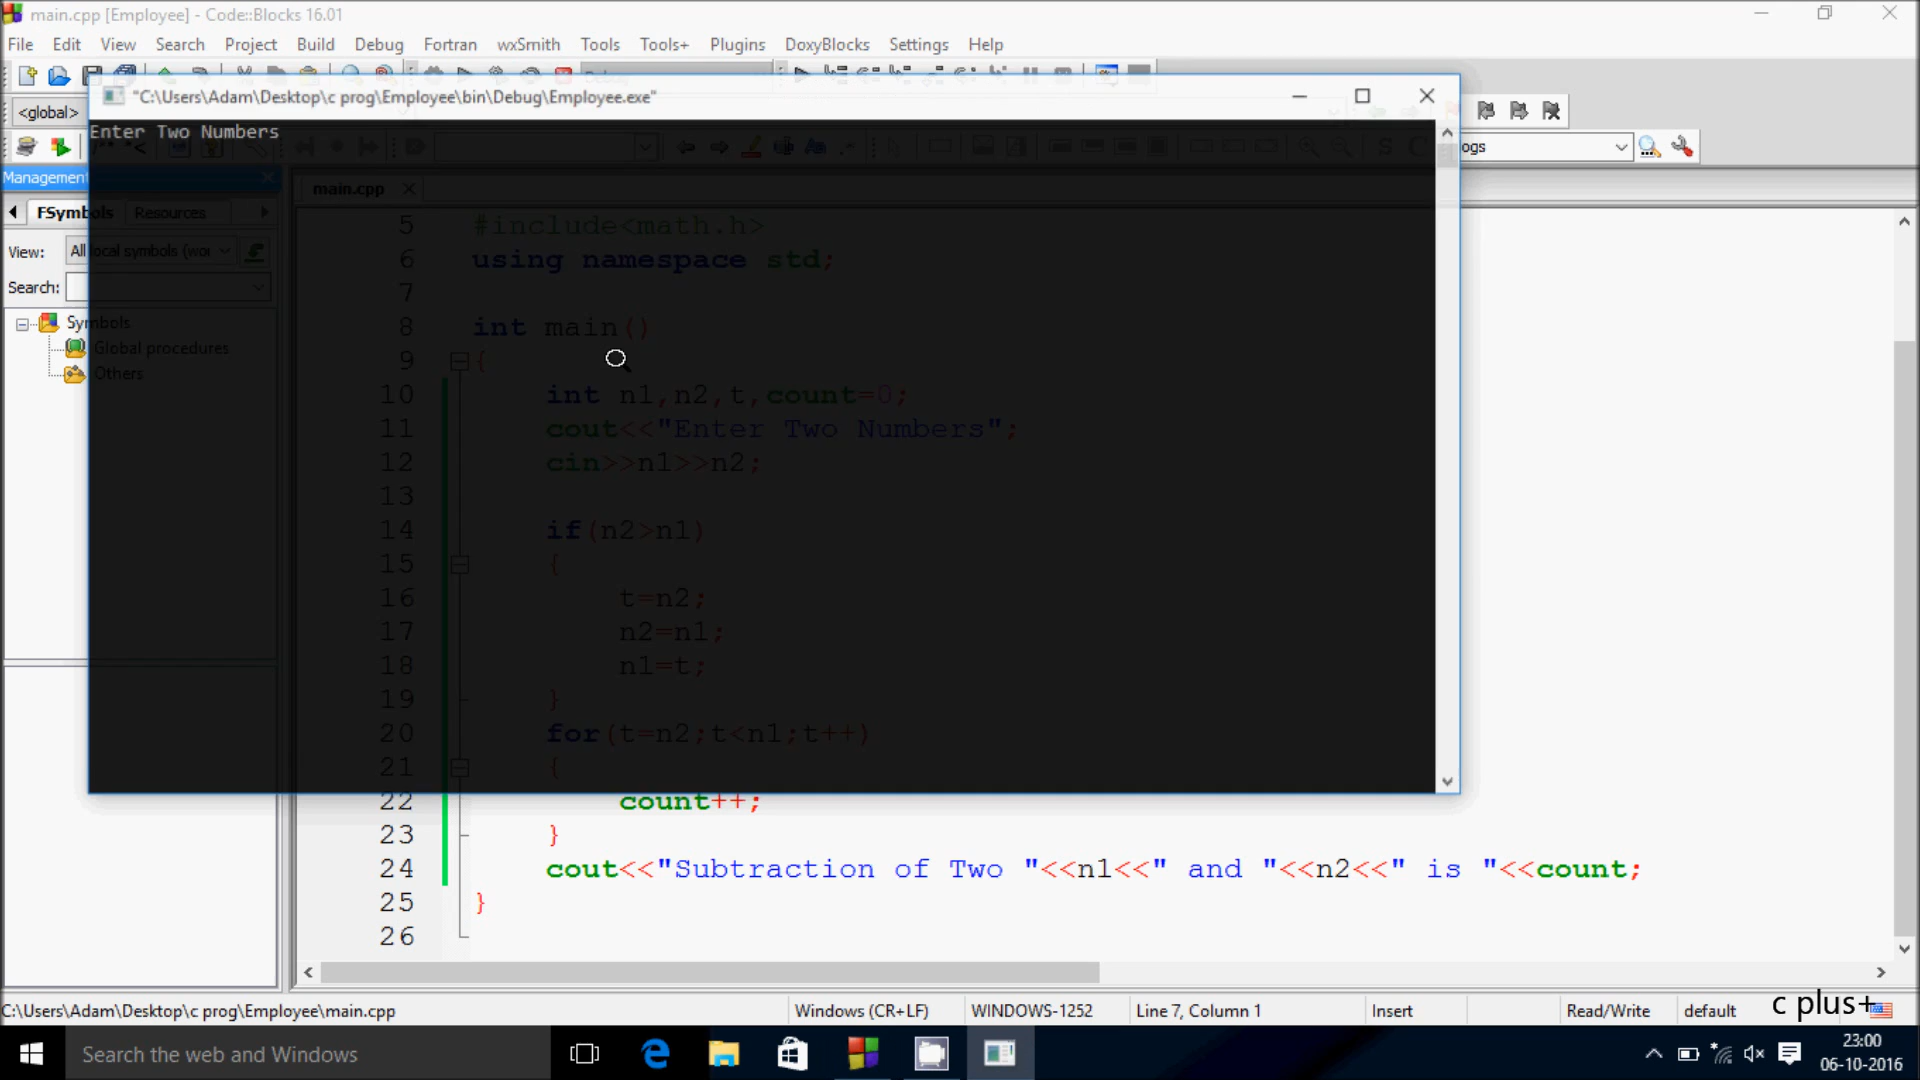 main.cpp [Employee] - Code::Blocks 16.01
File Edit View Search Project Build Debug Fortran wxSmith Tools Tools+ Plugins DoxyBlocks Settings Help
"C:\Users\Adam\Desktop\c prog\Employee\bin\Debug\Employee.exe"
<global>
Enter Two Numbers
ogs
Management
main.cpp
FSymbols Resources
View: All local symbols (wor
Search:
Symbols
Global procedures
Others
5 #include<math.h>
6 using namespace std;
7
8 int main()
9 {
10 int n1,n2,t,count=0;
11 cout<<"Enter Two Numbers";
12 cin>>n1>>n2;
13
14 if(n2>n1)
15 {
16 t=n2;
17 n2=n1;
18 n1=t;
19 }
20 for(t=n2;t<n1;t++)
21 {
22 count++;
23 }
24 cout<<"Subtraction of Two "<<n1<<" and "<<n2<<" is "<<count;
25 }
26
C:\Users\Adam\Desktop\c prog\Employee\main.cpp Windows (CR+LF) WINDOWS-1252 Line 7, Column 1 Insert Read/Write default
c plus+
Search the web and Windows
23:00
06-10-2016